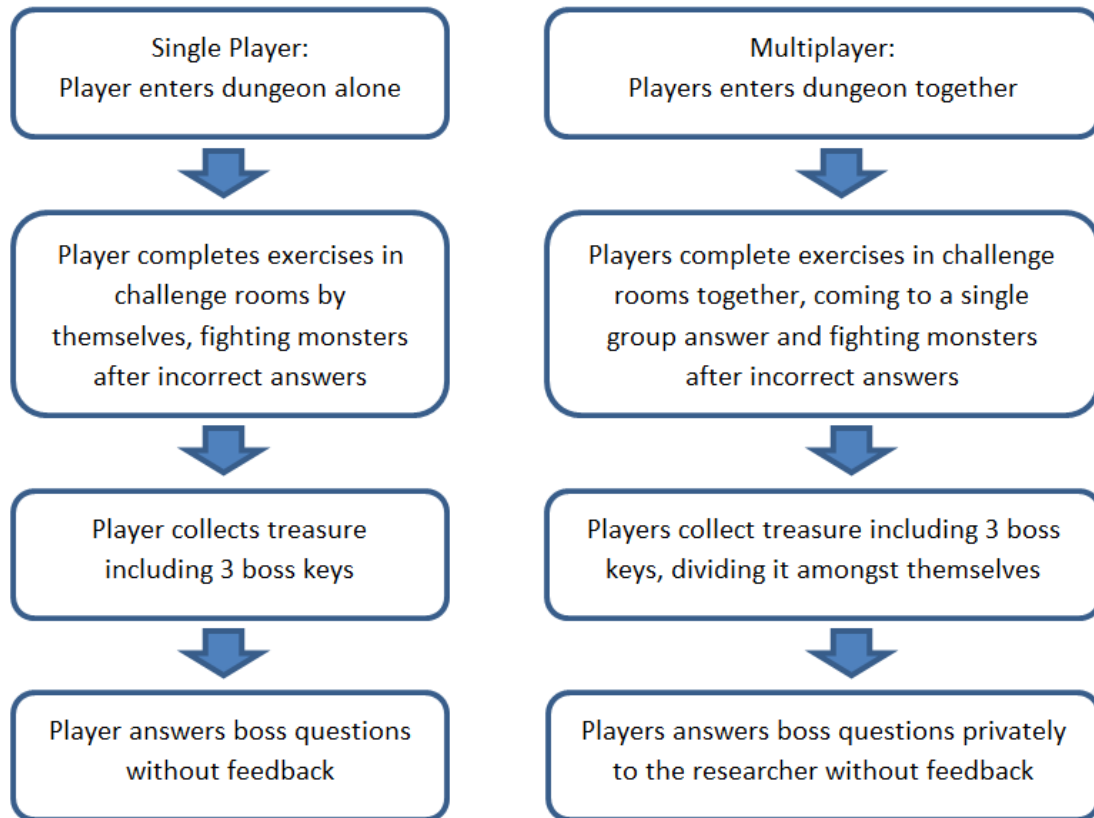 Single Player:
Player enters dungeon alone
Player completes exercises in
challenge rooms by
themselves, fighting monsters
after incorrect answers
Player collects treasure
including 3 boss keys
Player answers boss questions
without feedback
Multiplayer:
Players enters dungeon together
Players complete exercises in challenge
rooms together, coming to a single
group answer and fighting monsters
after incorrect answers
Players collect treasure including 3 boss
keys, dividing it amongst themselves
Players answers boss questions privately
to the researcher without feedback